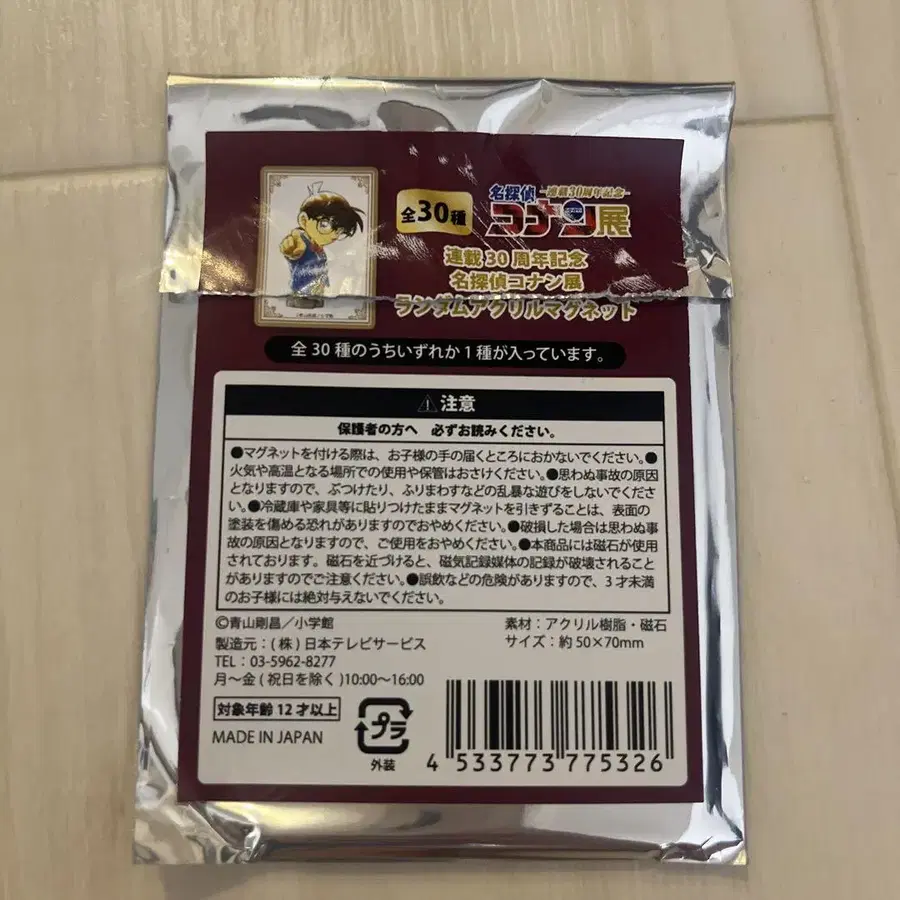 全30種
－連載30周年記念－
名探偵
コナン展
連載30周年記念
名探偵コナン展
ランダムアクリルマグネット
©青山剛昌／小学館
全30種のうちいずれか1種が入っています。
⚠注意
保護者の方へ 必ずお読みください。
●マグネットを付ける際は、お子様の手の届くところにおかないでください。●
火気や高温となる場所での使用や保管はおさけください。●思わぬ事故の原因
となりますので、ぶつけたり、ふりまわすなどの乱暴な遊びをしないでくださ
い。●冷蔵庫や家具等に貼りつけたままマグネットを引きずることは、表面の
塗装を傷める恐れがありますのでおやめください。●破損した場合は思わぬ事
故の原因となりますので、ご使用をおやめください。●本商品には磁石が使用
されております。磁石を近づけると、磁気記録媒体の記録が破壊されること
がありますのでご注意ください。●誤飲などの危険がありますので、3才未満
のお子様には絶対与えないでください。
©青山剛昌／小学館
素材：アクリル樹脂・磁石
製造元：(株)日本テレビサービス
サイズ：約50×70mm
TEL：03-5962-8277
月～金(祝日を除く)10:00～16:00
対象年齢12才以上
MADE IN JAPAN
プラ
外装
4 533773 775326